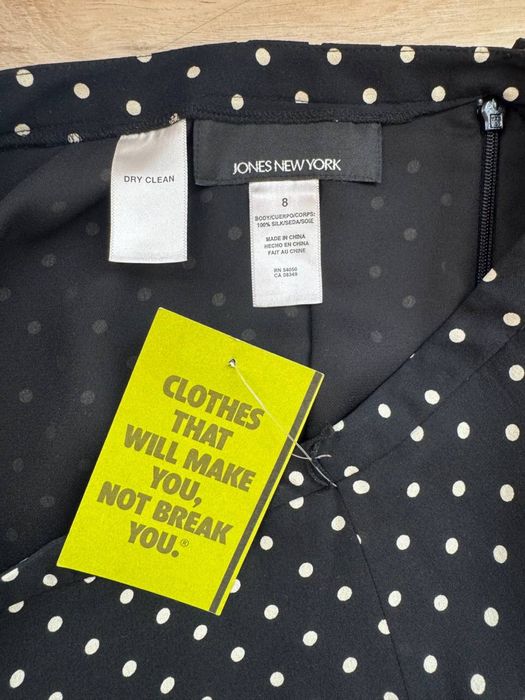 JONES NEW YORK
DRY CLEAN
8
BODY/CUERPO/CORPS:
100% SILK/SEDA/SOIE
MADE IN CHINA
HECHO EN CHINA
FAIT AU CHINE
RN 54050
CA 08349
CLOTHES
THAT
WILL MAKE
YOU,
NOT BREAK
YOU.®